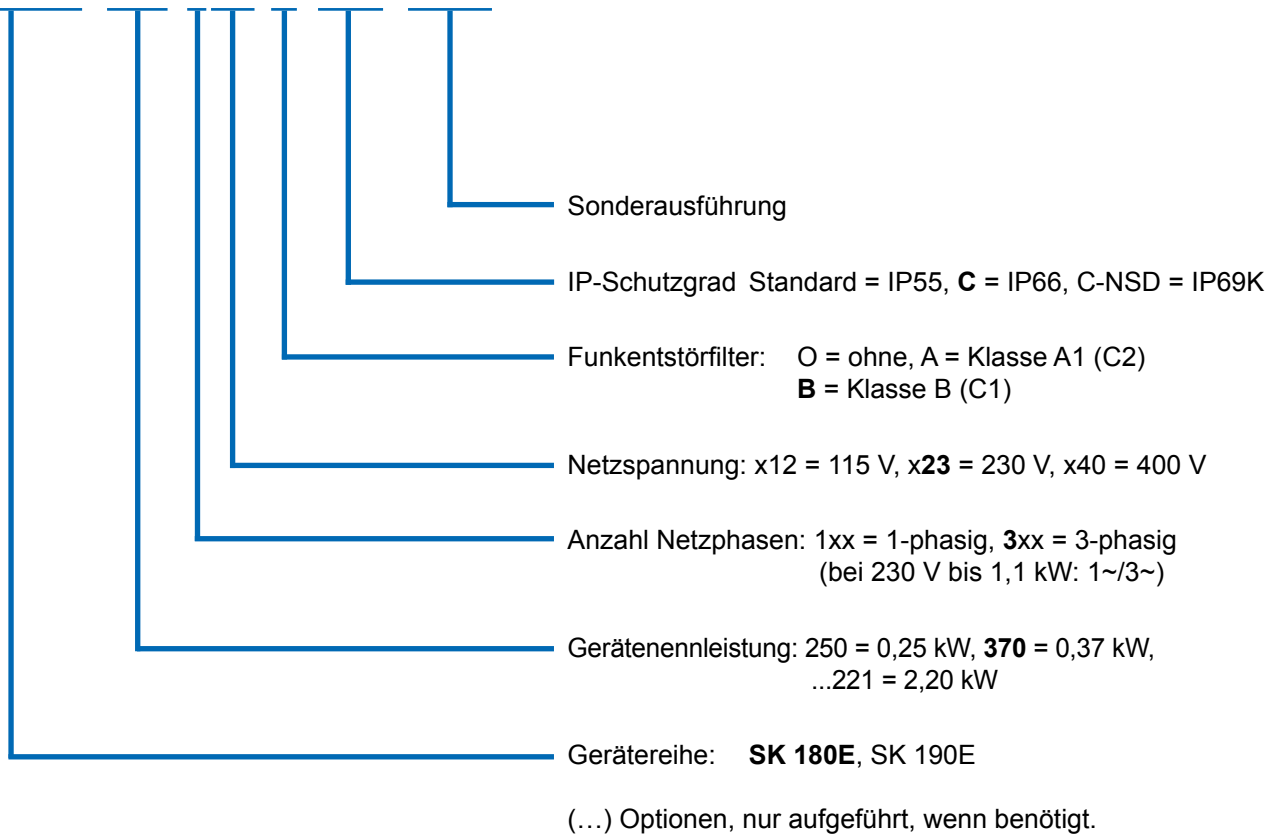 Sonderausführung
IP-Schutzgrad Standard = IP55, C = IP66, C-NSD = IP69K
Funkentstörfilter: O = ohne, A = Klasse A1 (C2)
B = Klasse B (C1)
Netzspannung: x12 = 115 V, x23 = 230 V, x40 = 400 V
Anzahl Netzphasen: 1xx = 1-phasig, 3xx = 3-phasig
(bei 230 V bis 1,1 kW: 1~/3~)
Gerätenennleistung: 250 = 0,25 kW, 370 = 0,37 kW,
...221 = 2,20 kW
Gerätereihe: SK 180E, SK 190E
(…) Optionen, nur aufgeführt, wenn benötigt.